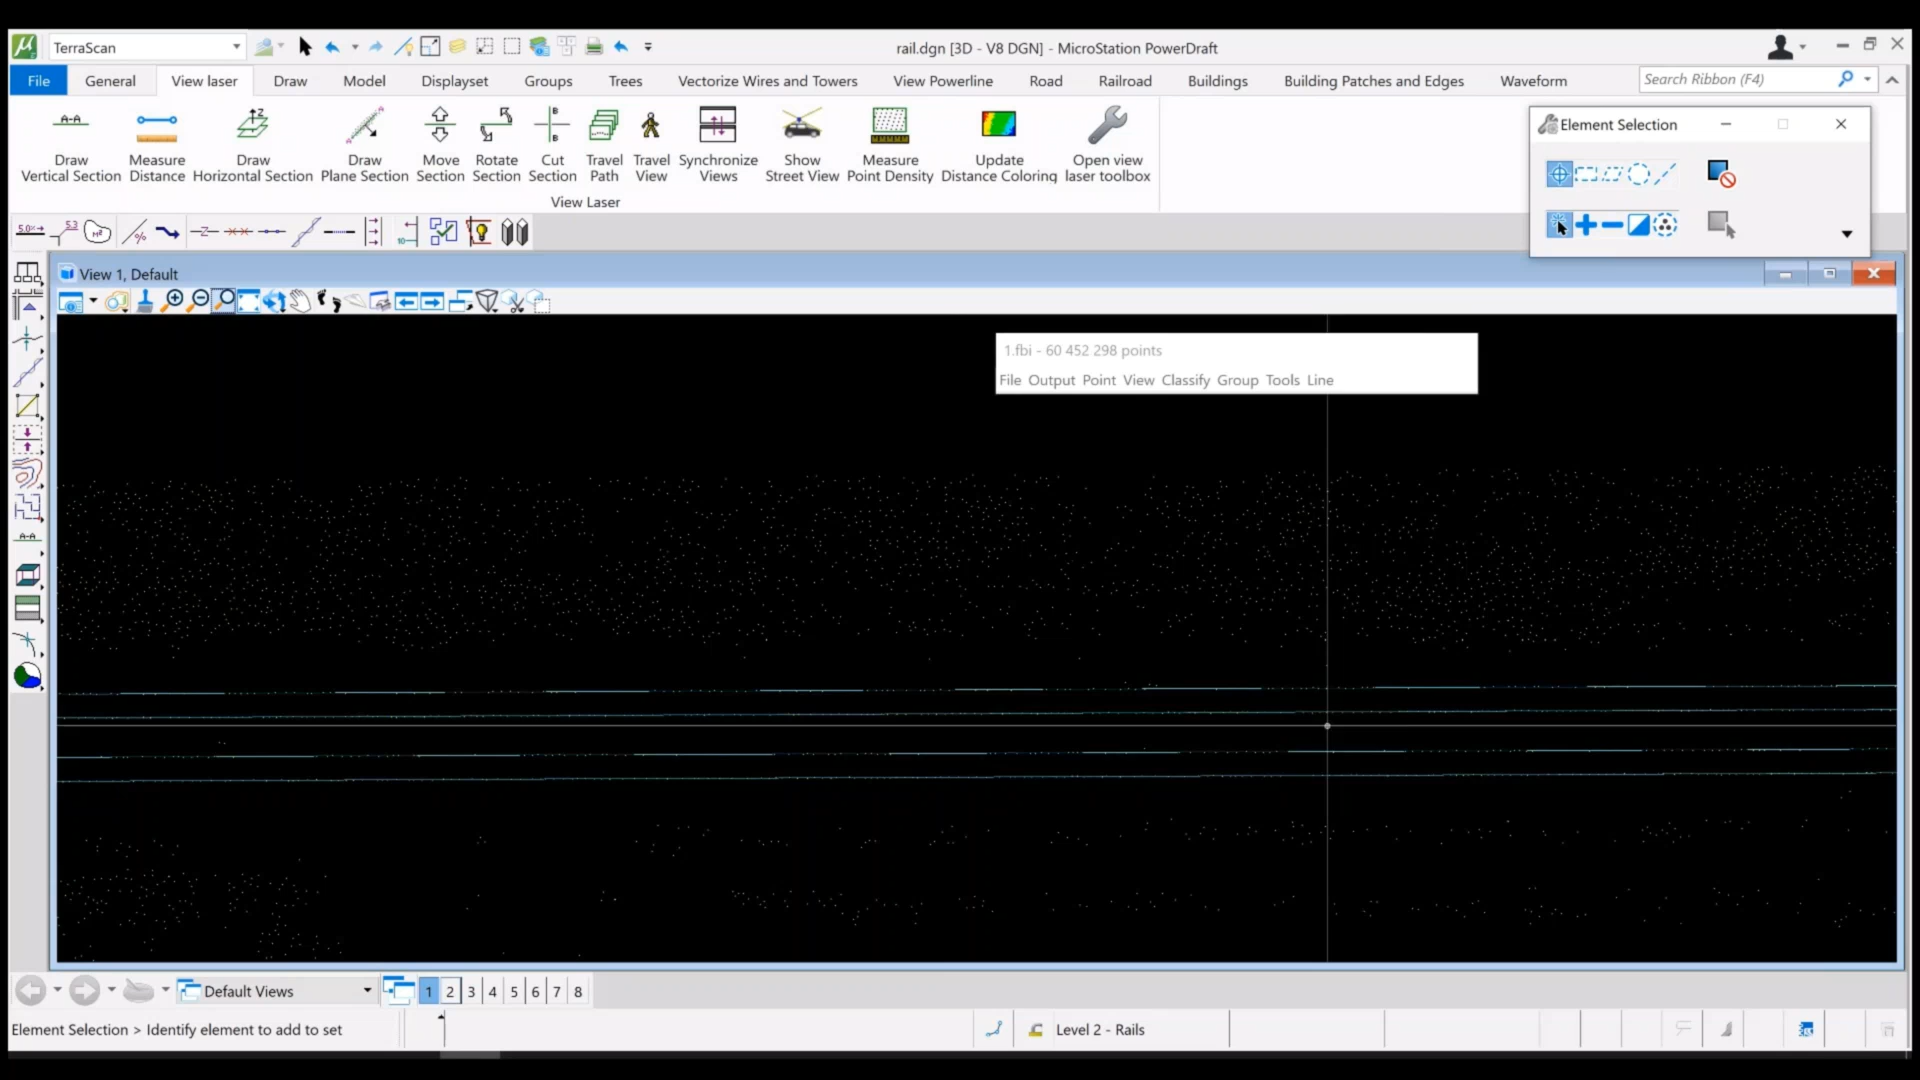 TerraScan
rail.dgn [3D - V8 DGN] - MicroStation PowerDraft
File General View laser Draw Model Displayset Groups Trees Vectorize Wires and Towers View Powerline Road Railroad Buildings Building Patches and Edges Waveform Search Ribbon (F4)
Draw Vertical Section
Measure Distance
Draw Horizontal Section
Draw Plane Section
Move Section
Rotate Section
Cut Section
Travel Path
Travel View
Synchronize Views
Show Street View
Measure Point Density
Update Distance Coloring
Open view laser toolbox
View Laser
Element Selection
View 1, Default
1.fbi - 60 452 298 points
File Output Point View Classify Group Tools Line
Default Views 1 2 3 4 5 6 7 8
Element Selection > Identify element to add to set
Level 2 - Rails